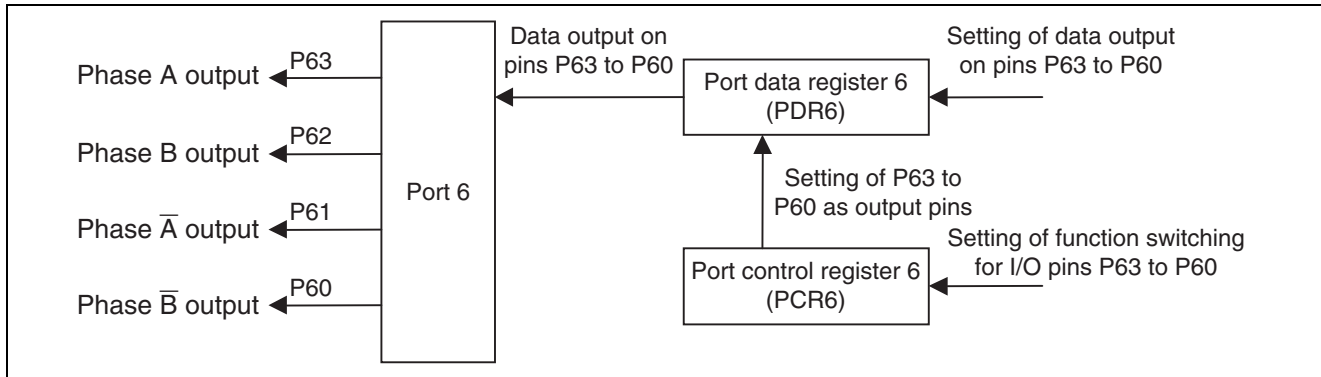 Phase A output
P63
Phase B output
P62
Phase A̅ output
P61
Phase B̅ output
P60
Port 6
Data output on
pins P63 to P60
Port data register 6
(PDR6)
Setting of data output
on pins P63 to P60
Setting of P63 to
P60 as output pins
Port control register 6
(PCR6)
Setting of function switching
for I/O pins P63 to P60